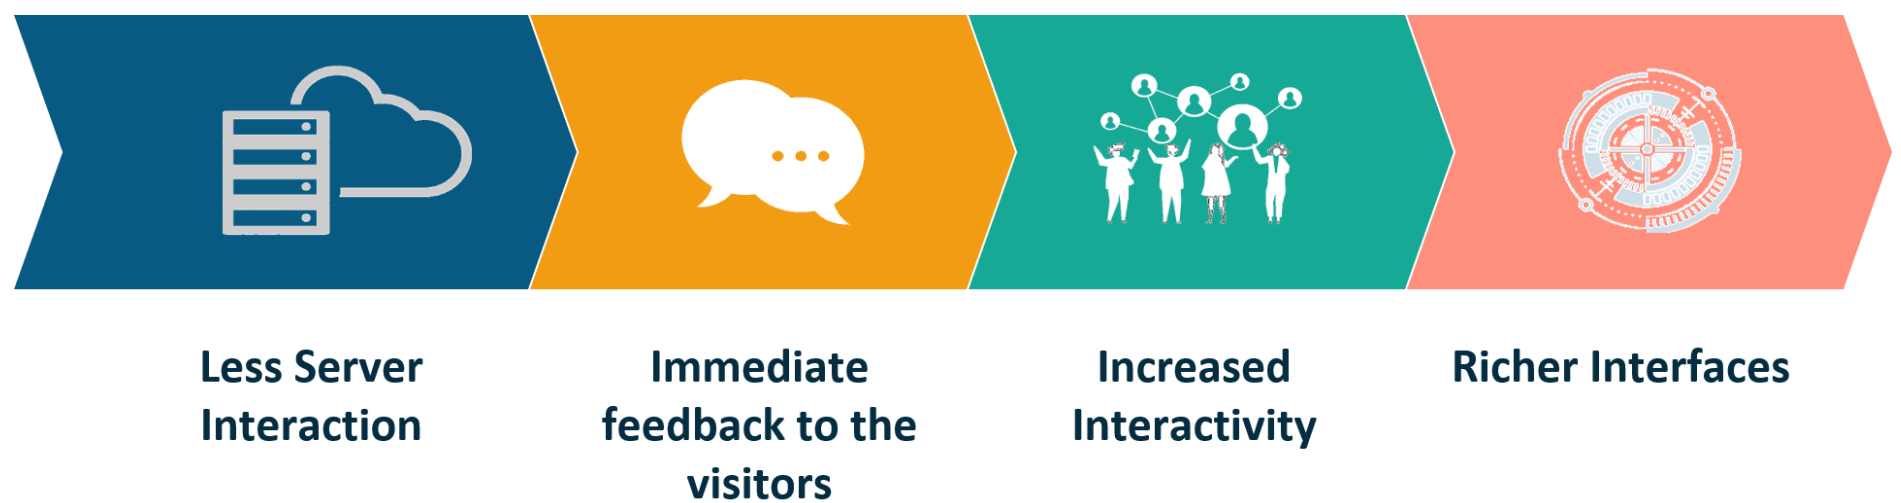 Less Server
Interaction
Immediate
feedback to the
visitors
Increased
Interactivity
Richer Interfaces